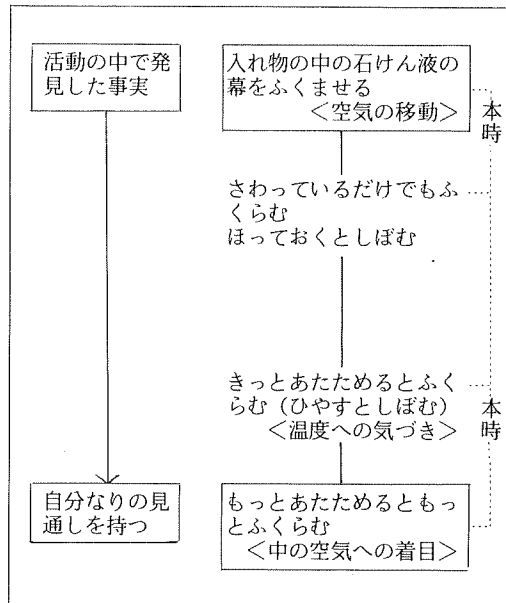 活動の中で発
見した事実
入れ物の中の石けん液の
幕をふくませる
＜空気の移動＞
本時
さわっているだけでもふ
くらむ
ほっておくとしぼむ
きっとあたためるとふく
らむ（ひやすとしぼむ）
＜温度への気づき＞
本時
自分なりの見
通しを持つ
もっとあたためるともっ
とふくらむ
＜中の空気への着目＞